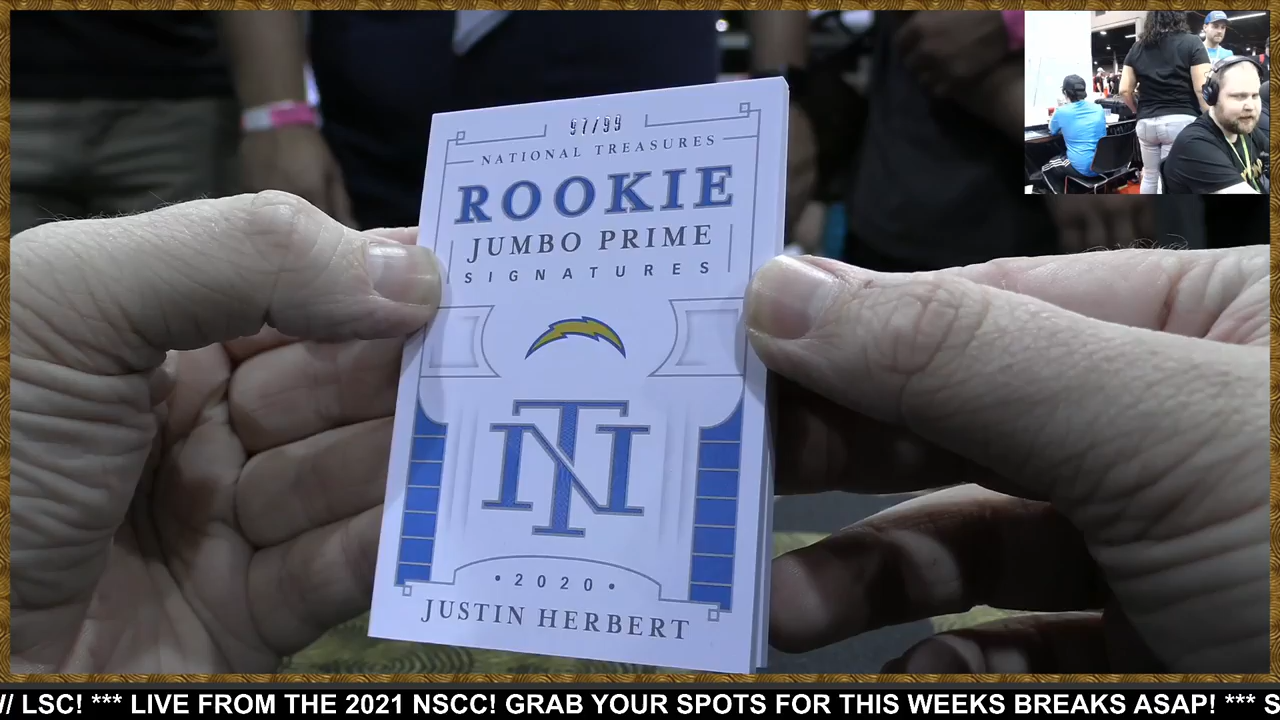 97/99
NATIONAL TREASURES
ROOKIE
JUMBO PRIME
SIGNATURES
NT
• 2020 •
JUSTIN HERBERT
// LSC! *** LIVE FROM THE 2021 NSCC! GRAB YOUR SPOTS FOR THIS WEEKS BREAKS ASAP! *** S